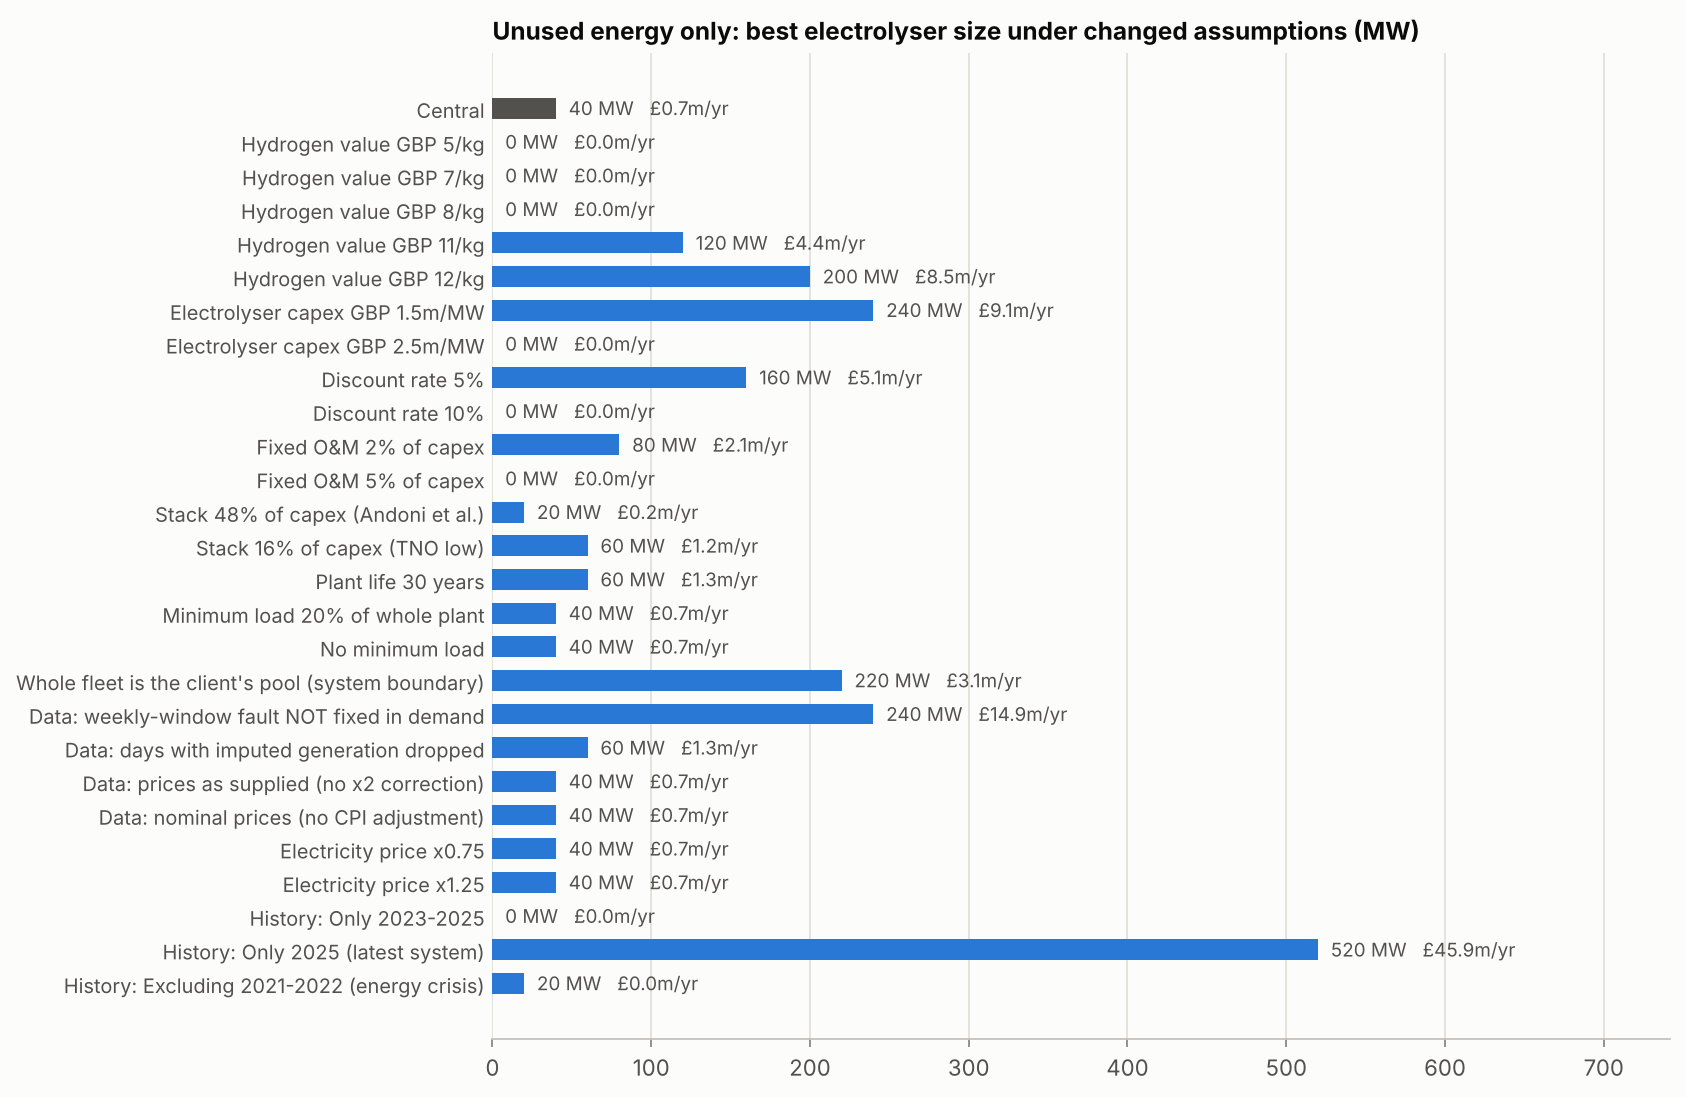 Unused energy only: best electrolyser size under changed assumptions (MW)
Central 40 MW £0.7m/yr
Hydrogen value GBP 5/kg 0 MW £0.0m/yr
Hydrogen value GBP 7/kg 0 MW £0.0m/yr
Hydrogen value GBP 8/kg 0 MW £0.0m/yr
Hydrogen value GBP 11/kg 120 MW £4.4m/yr
Hydrogen value GBP 12/kg 200 MW £8.5m/yr
Electrolyser capex GBP 1.5m/MW 240 MW £9.1m/yr
Electrolyser capex GBP 2.5m/MW 0 MW £0.0m/yr
Discount rate 5% 160 MW £5.1m/yr
Discount rate 10% 0 MW £0.0m/yr
Fixed O&M 2% of capex 80 MW £2.1m/yr
Fixed O&M 5% of capex 0 MW £0.0m/yr
Stack 48% of capex (Andoni et al.) 20 MW £0.2m/yr
Stack 16% of capex (TNO low) 60 MW £1.2m/yr
Plant life 30 years 60 MW £1.3m/yr
Minimum load 20% of whole plant 40 MW £0.7m/yr
No minimum load 40 MW £0.7m/yr
Whole fleet is the client's pool (system boundary) 220 MW £3.1m/yr
Data: weekly-window fault NOT fixed in demand 240 MW £14.9m/yr
Data: days with imputed generation dropped 60 MW £1.3m/yr
Data: prices as supplied (no x2 correction) 40 MW £0.7m/yr
Data: nominal prices (no CPI adjustment) 40 MW £0.7m/yr
Electricity price x0.75 40 MW £0.7m/yr
Electricity price x1.25 40 MW £0.7m/yr
History: Only 2023-2025 0 MW £0.0m/yr
History: Only 2025 (latest system) 520 MW £45.9m/yr
History: Excluding 2021-2022 (energy crisis) 20 MW £0.0m/yr
0 100 200 300 400 500 600 700